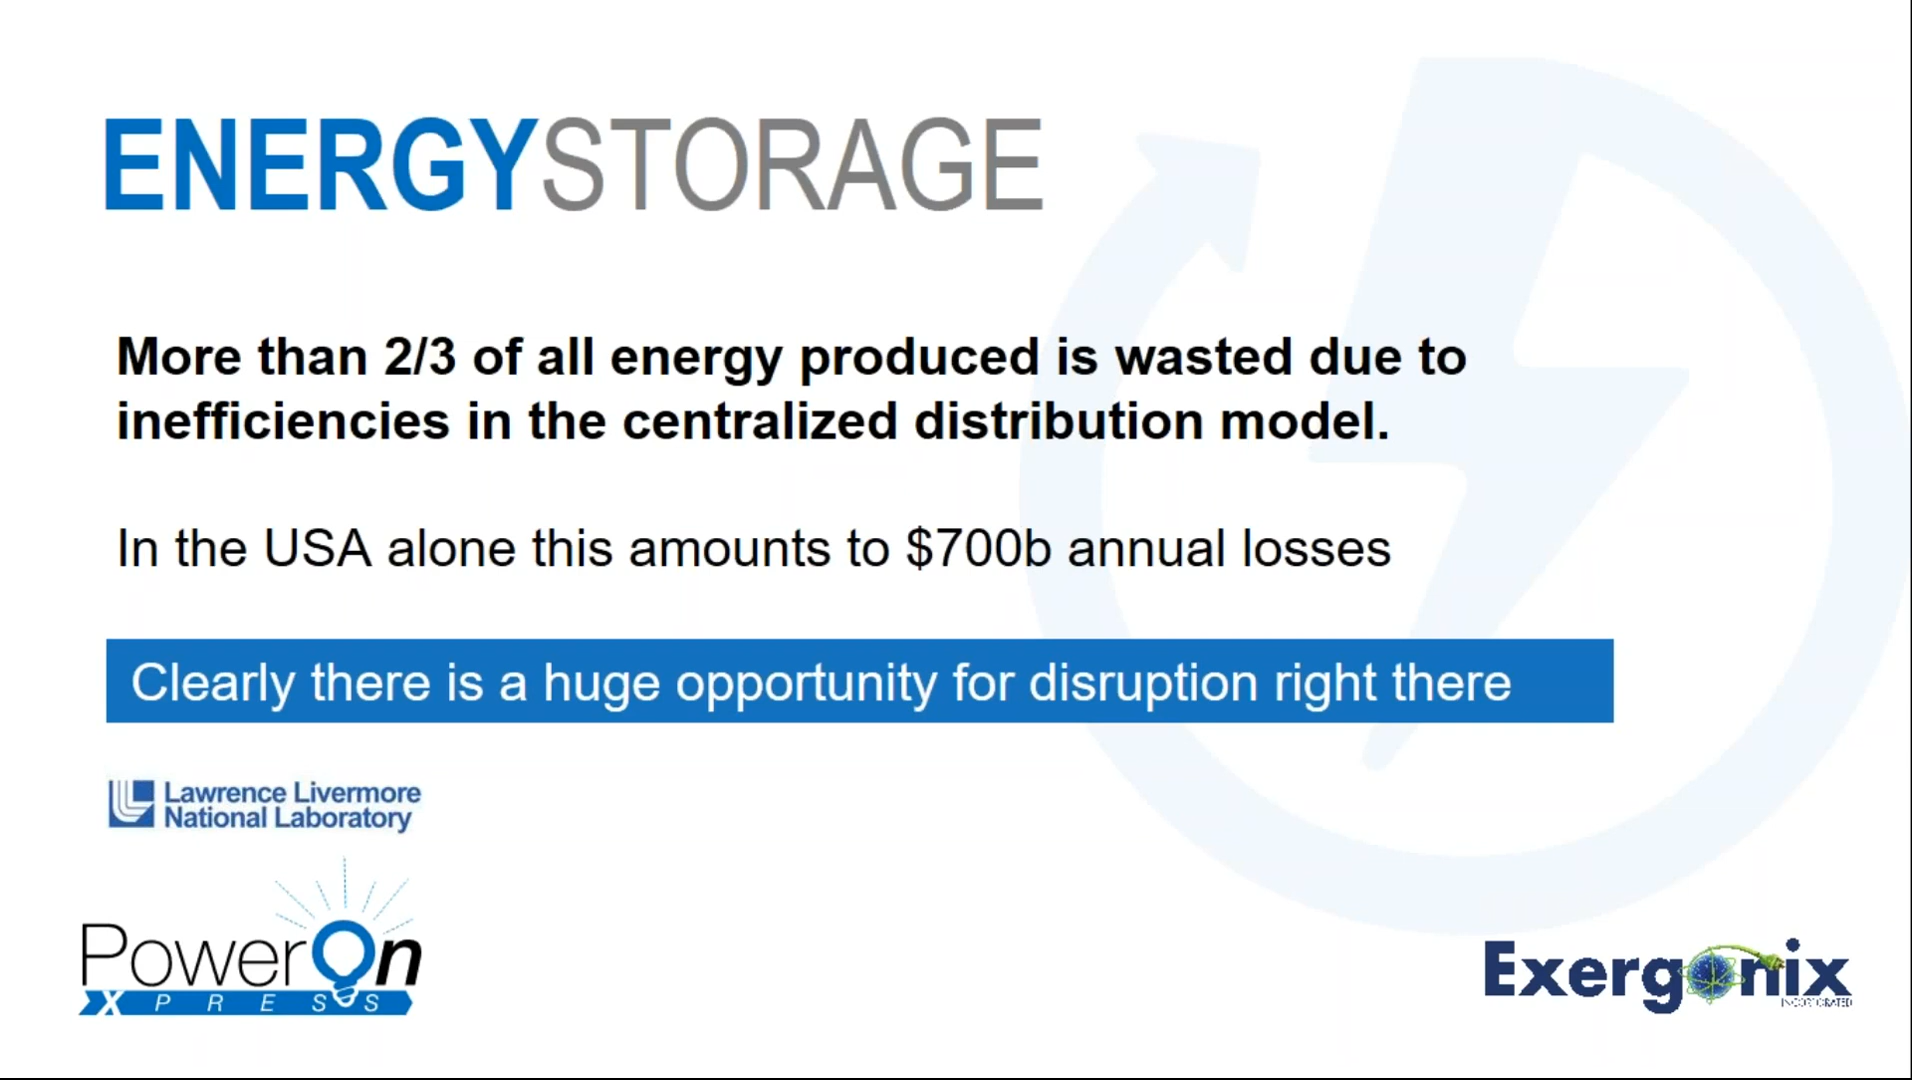 ENERGYSTORAGE
More than 2/3 of all energy produced is wasted due to
inefficiencies in the centralized distribution model.
In the USA alone this amounts to $700b annual losses
Clearly there is a huge opportunity for disruption right there
Lawrence Livermore
National Laboratory
PowerOn
XPRESS
Exergonix
INCORPORATED